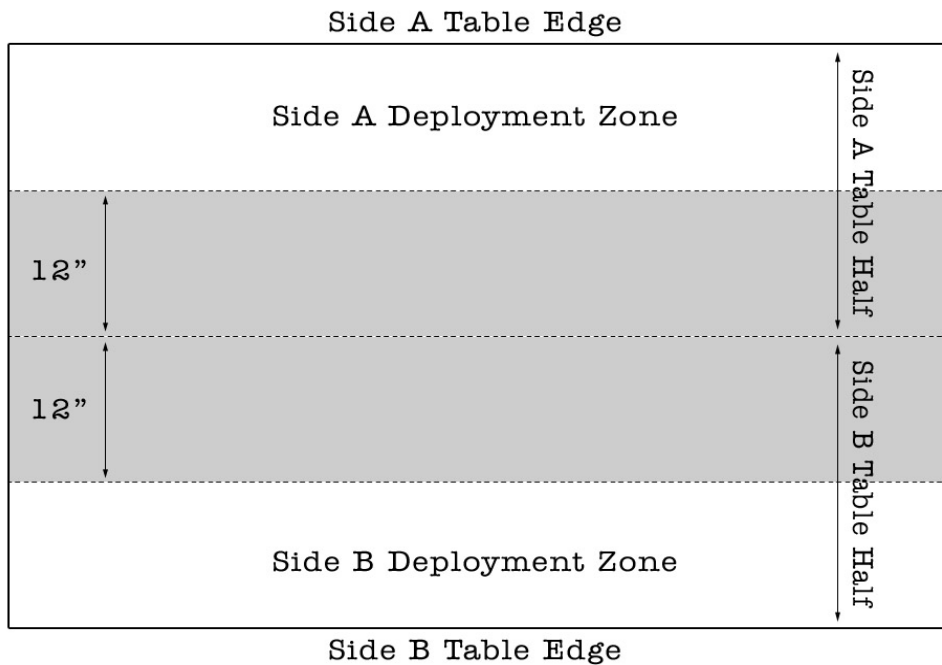 Side A Table Edge
Side A Deployment Zone
Side A Table Half
12”
12”
Side B Table Half
Side B Deployment Zone
Side B Table Edge